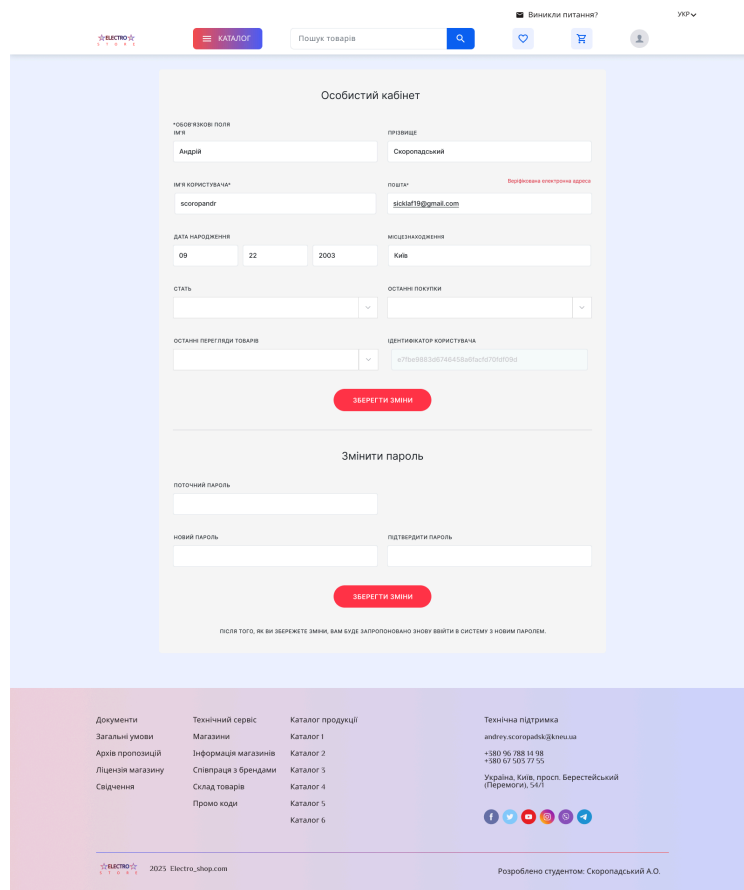 Виникли питання?
УКР
☆ELECTRO☆
STORE
КАТАЛОГ
Пошук товарів
Особистий кабінет
*ОБОВ'ЯЗКОВІ ПОЛЯ
ІМ'Я
ПРІЗВИЩЕ
Андрій
Скоропадський
ІМ'Я КОРИСТУВАЧА*
ПОШТА*
Верифікована електронна адреса
scoropandr
sicklaf19@gmail.com
ДАТА НАРОДЖЕННЯ
МІСЦЕЗНАХОДЖЕННЯ
09
22
2003
Київ
СТАТЬ
ОСТАННІ ПОКУПКИ
ОСТАННІ ПЕРЕГЛЯДИ ТОВАРІВ
ІДЕНТИФІКАТОР КОРИСТУВАЧА
ЗБЕРЕГТИ ЗМІНИ
Змінити пароль
ПОТОЧНИЙ ПАРОЛЬ
НОВИЙ ПАРОЛЬ
ПІДТВЕРДИТИ ПАРОЛЬ
ЗБЕРЕГТИ ЗМІНИ
ПІСЛЯ ТОГО, ЯК ВИ ЗБЕРЕЖЕТЕ ЗМІНИ, ВАМ БУДЕ ЗАПРОПОНОВАНО ЗНОВУ ВВІЙТИ В СИСТЕМУ З НОВИМ ПАРОЛЕМ.
Документи
Загальні умови
Архів пропозицій
Ліцензія магазину
Свідчення
Технічний сервіс
Магазини
Інформація магазинів
Співпраця з брендами
Склад товарів
Промо коди
Каталог продукції
Каталог 1
Каталог 2
Каталог 3
Каталог 4
Каталог 5
Каталог 6
Технічна підтримка
andrey.scoropadsk@kneu.ua
+380 96 788 14 98
+380 67 503 77 55
Україна, Київ, просп. Берестейський
(Перемоги), 54/1
☆ELECTRO☆
STORE
2023 Electro_shop.com
Розроблено студентом: Скоропадський А.О.